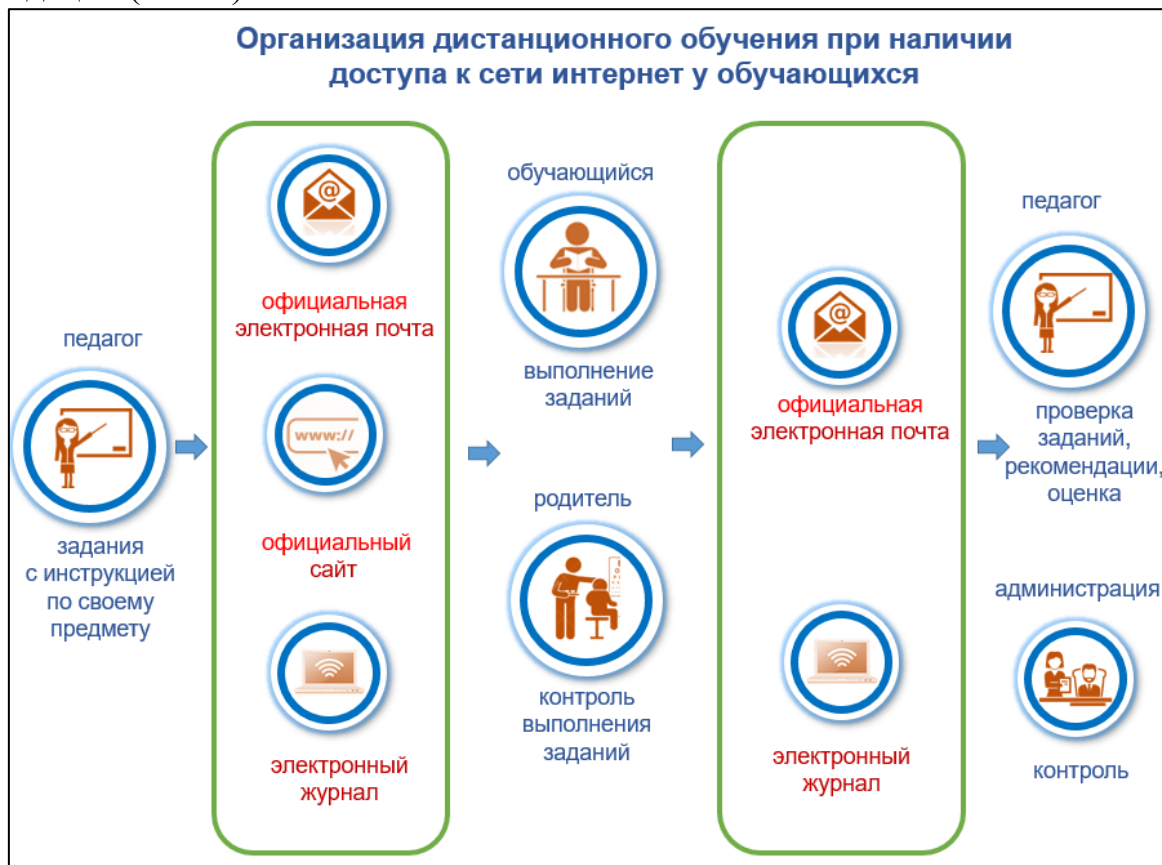 Организация дистанционного обучения при наличии
доступа к сети интернет у обучающихся
педагог
задания
с инструкцией
по своему
предмету
@
официальная
электронная почта
www://
официальный
сайт
электронный
журнал
обучающийся
выполнение
заданий
родитель
контроль
выполнения
заданий
@
официальная
электронная почта
электронный
журнал
педагог
проверка
заданий,
рекомендации,
оценка
администрация
контроль